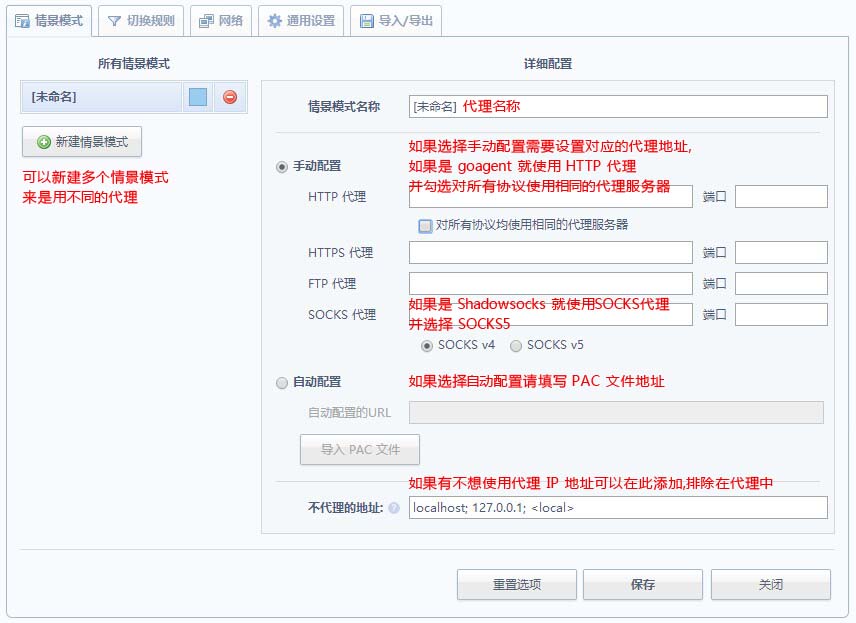 情景模式 切换规则 网络 通用设置 导入/导出
所有情景模式
[未命名]
新建情景模式
可以新建多个情景模式
来是用不同的代理
详细配置
情景模式名称 [未命名] 代理名称
如果选择手动配置需要设置对应的代理地址,
手动配置 如果是 goagent 就使用 HTTP 代理
并勾选对所有协议使用相同的代理服务器
HTTP 代理 端口
对所有协议均使用相同的代理服务器
HTTPS 代理 端口
FTP 代理 端口
如果是 Shadowsocks 就使用SOCKS代理
SOCKS 代理 端口
并选择 SOCKS5
SOCKS v4 SOCKS v5
自动配置 如果选择自动配置请填写 PAC 文件地址
自动配置的URL
导入 PAC 文件
如果有不想使用代理 IP 地址可以在此添加,排除在代理中
不代理的地址: ? localhost; 127.0.0.1; <local>
重置选项 保存 关闭